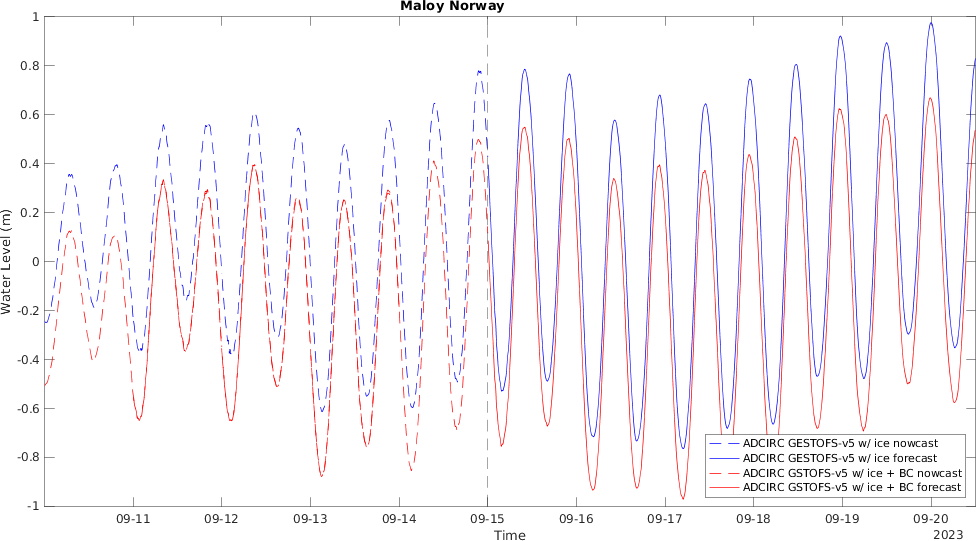 Maloy Norway
1
0.8
0.6
0.4
0.2
0
-0.2
-0.4
-0.6
-0.8
-1
Water Level (m)
ADCIRC GESTOFS-v5 w/ ice nowcast
ADCIRC GESTOFS-v5 w/ ice forecast
ADCIRC GSTOFS-v5 w/ ice + BC nowcast
ADCIRC GSTOFS-v5 w/ ice + BC forecast
09-11 09-12 09-13 09-14 09-15 09-16 09-17 09-18 09-19 09-20
Time
2023